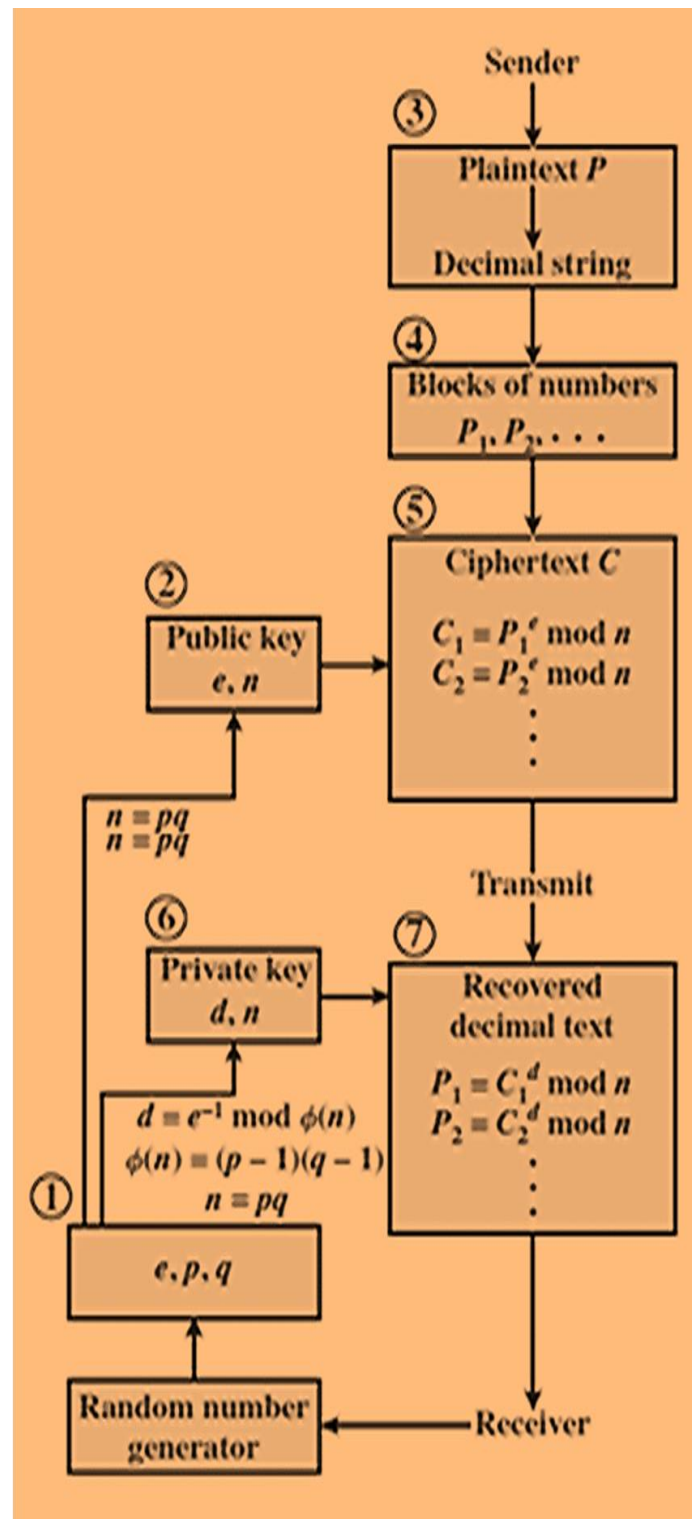 Sender
③
Plaintext P
Decimal string
④
Blocks of numbers
P₁, P₂, . . .
⑤
Ciphertext C
C₁ = P₁ᵉ mod n
C₂ = P₂ᵉ mod n
.
.
.
②
Public key
e, n
n = pq
n = pq
Transmit
⑥
Private key
d, n
⑦
Recovered
decimal text
P₁ = C₁ᵈ mod n
P₂ = C₂ᵈ mod n
.
.
.
d = e⁻¹ mod ϕ(n)
ϕ(n) = (p – 1)(q – 1)
n = pq
①
e, p, q
Random number
generator
Receiver